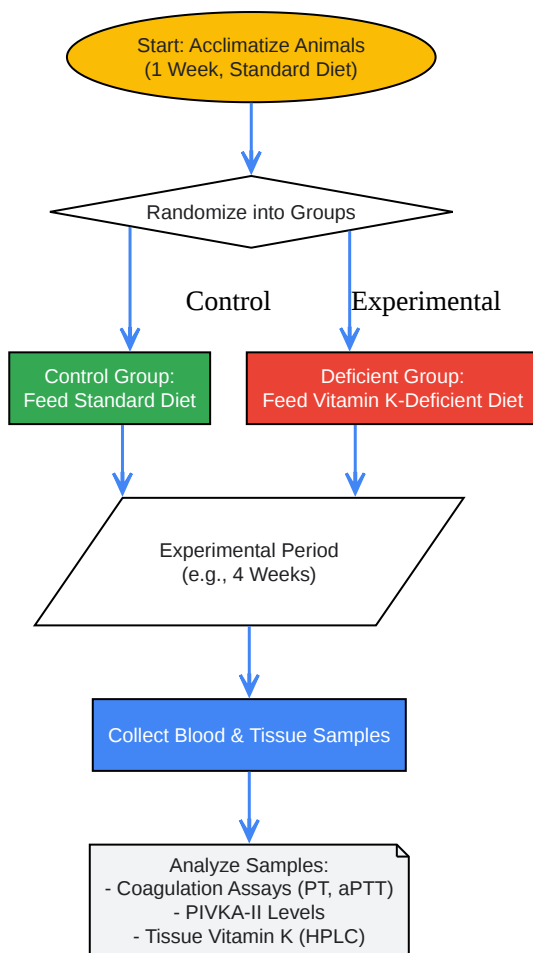 Start: Acclimatize Animals
(1 Week, Standard Diet)
Randomize into Groups
Control
Experimental
Control Group:
Feed Standard Diet
Deficient Group:
Feed Vitamin K-Deficient Diet
Experimental Period
(e.g., 4 Weeks)
Collect Blood & Tissue Samples
Analyze Samples:
- Coagulation Assays (PT, aPTT)
- PIVKA-II Levels
- Tissue Vitamin K (HPLC)